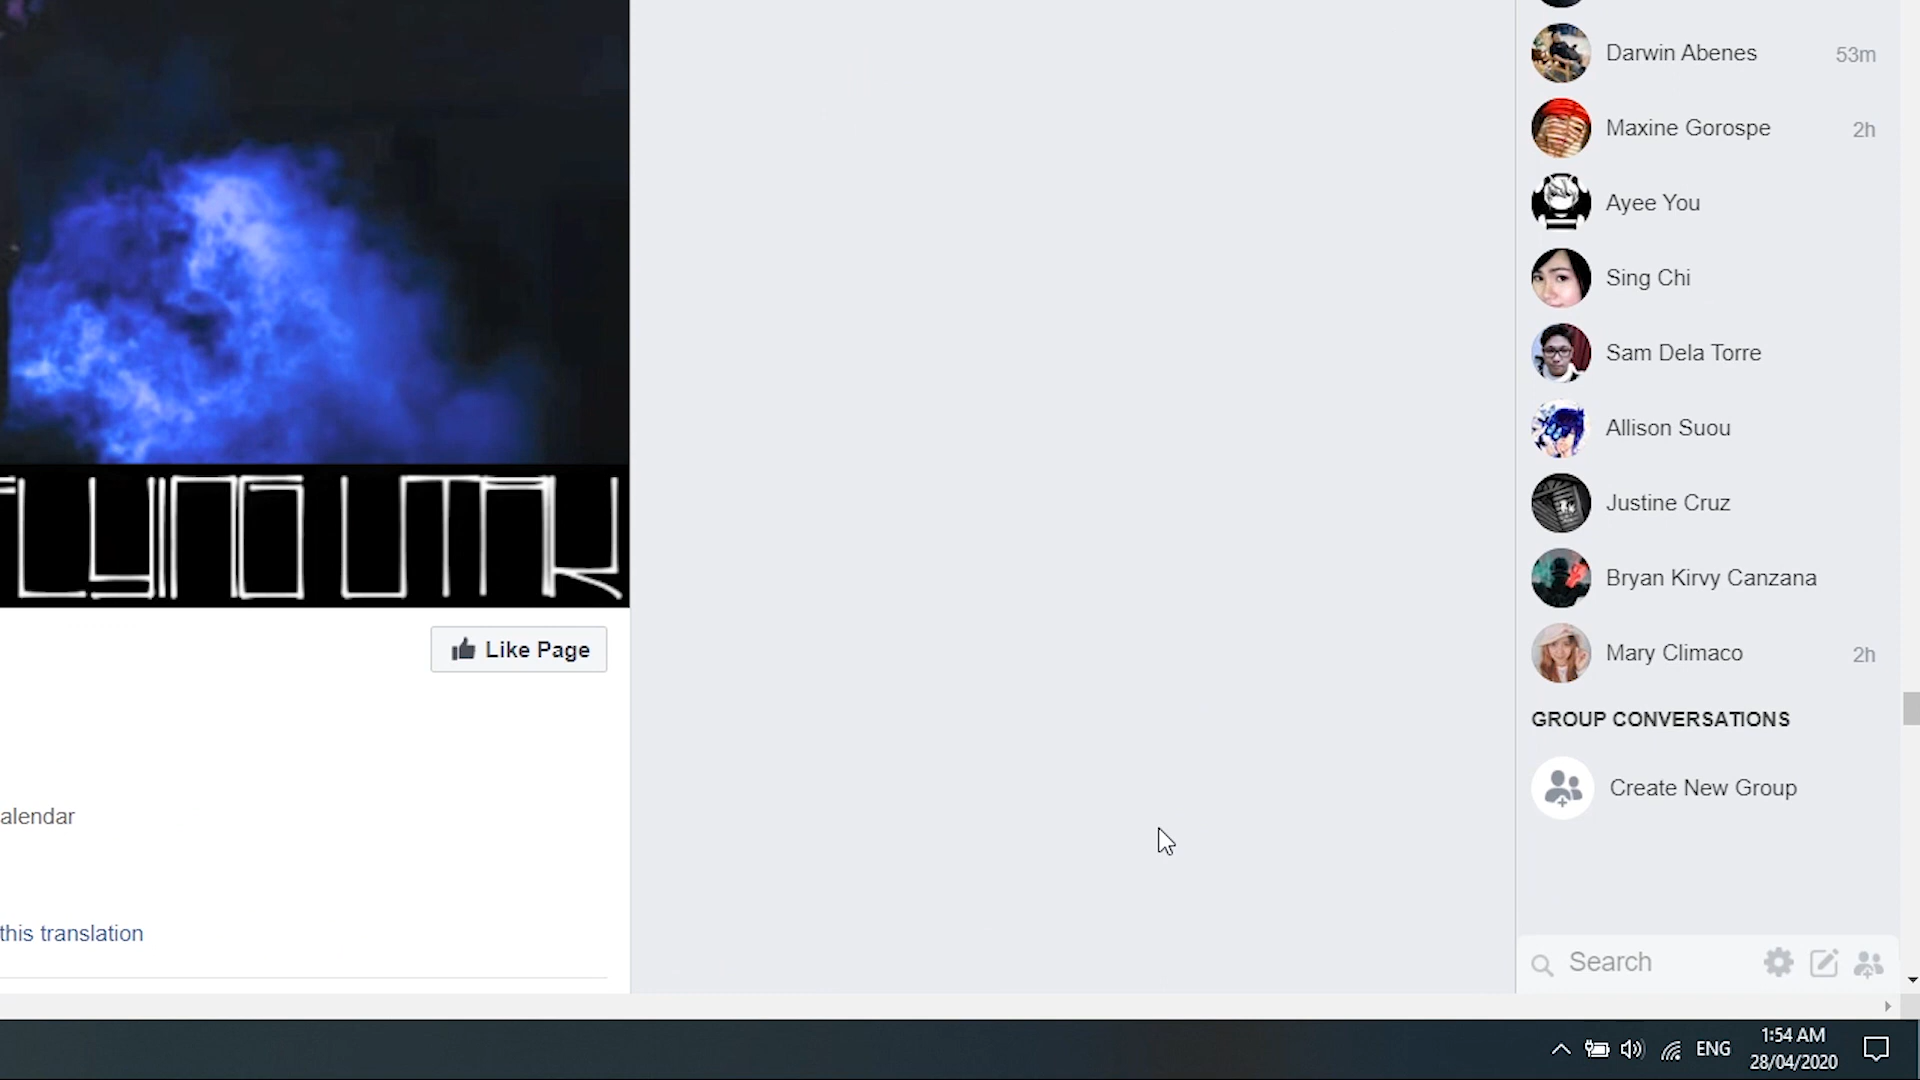 FLYING UTAK
Like Page
alendar
this translation
Darwin Abenes 53m
Maxine Gorospe 2h
Ayee You
Sing Chi
Sam Dela Torre
Allison Suou
Justine Cruz
Bryan Kirvy Canzana
Mary Climaco 2h
GROUP CONVERSATIONS
Create New Group
Search
ENG
1:54 AM
28/04/2020